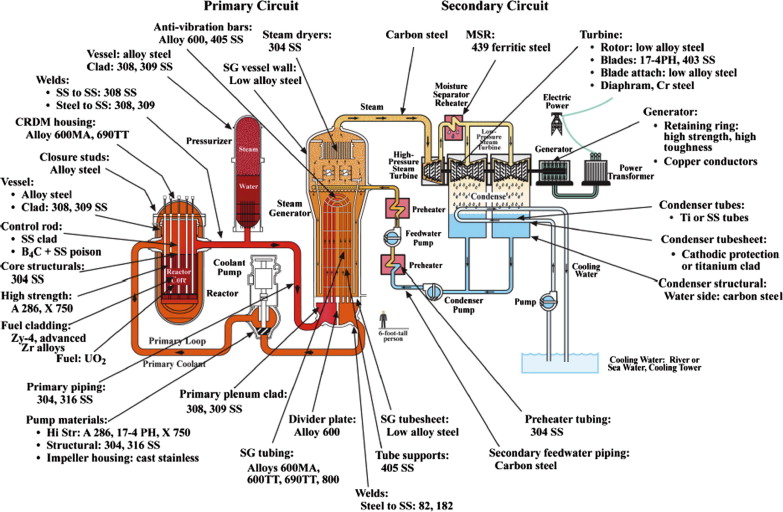 Primary Circuit
Secondary Circuit
Anti-vibration bars:
Alloy 600, 405 SS
Steam dryers:
304 SS
Carbon steel
MSR:
439 ferritic steel
Turbine:
• Rotor: low alloy steel
• Blades: 17-4PH, 403 SS
• Blade attach: low alloy steel
• Diaphram, Cr steel
Vessel: alloy steel
Clad: 308, 309 SS
SG vessel wall:
Low alloy steel
Welds:
• SS to SS: 308 SS
• Steel to SS: 308, 309
CRDM housing:
Alloy 600MA, 690TT
Closure studs:
Alloy steel
Vessel:
• Alloy steel
• Clad: 308, 309 SS
Control rod:
• SS clad
• B4C + SS poison
Core structurals:
304 SS
High strength:
A 286, X 750
Fuel cladding:
Zy-4, advanced
Zr alloys
Fuel: UO2
Primary piping:
304, 316 SS
Pump materials:
• Hi Str: A 286, 17-4 PH, X 750
• Structural: 304, 316 SS
• Impeller housing: cast stainless
Pressurizer
Steam
Water
Steam
Generator
Coolant
Pump
Reactor
Core
Reactor
Primary Loop
Primary Coolant
Steam
Moisture
Separator
Reheater
High-
Pressure
Steam
Turbine
Low-
Pressure
Steam
Turbine
Electric
Power
Generator
Power
Transformer
Generator:
• Retaining ring:
high strength, high
toughness
• Copper conductors
Condense
Preheater
Feedwater
Pump
Preheater
Condenser
Pump
Cooling
Water
Pump
6-foot-tall
person
Condenser tubes:
• Ti or SS tubes
Condenser tubesheet:
• Cathodic protection
or titanium clad
Condenser structural:
Water side: carbon steel
Cooling Water: River or
Sea Water, Cooling Tower
Primary plenum clad:
308, 309 SS
Divider plate:
Alloy 600
SG tubesheet:
Low alloy steel
Preheater tubing:
304 SS
SG tubing:
Alloys 600MA,
600TT, 690TT, 800
Tube supports:
405 SS
Secondary feedwater piping:
Carbon steel
Welds:
Steel to SS: 82, 182